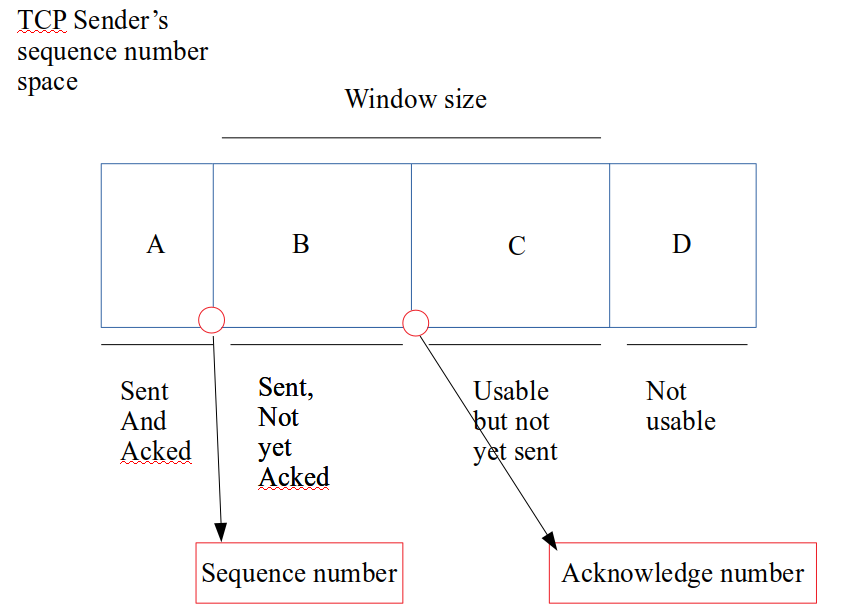 TCP Sender’s
sequence number
space
Window size
A
B
C
D
Sent
And
Acked
Sent,
Not
yet
Acked
Usable
but not
yet sent
Not
usable
Sequence number
Acknowledge number